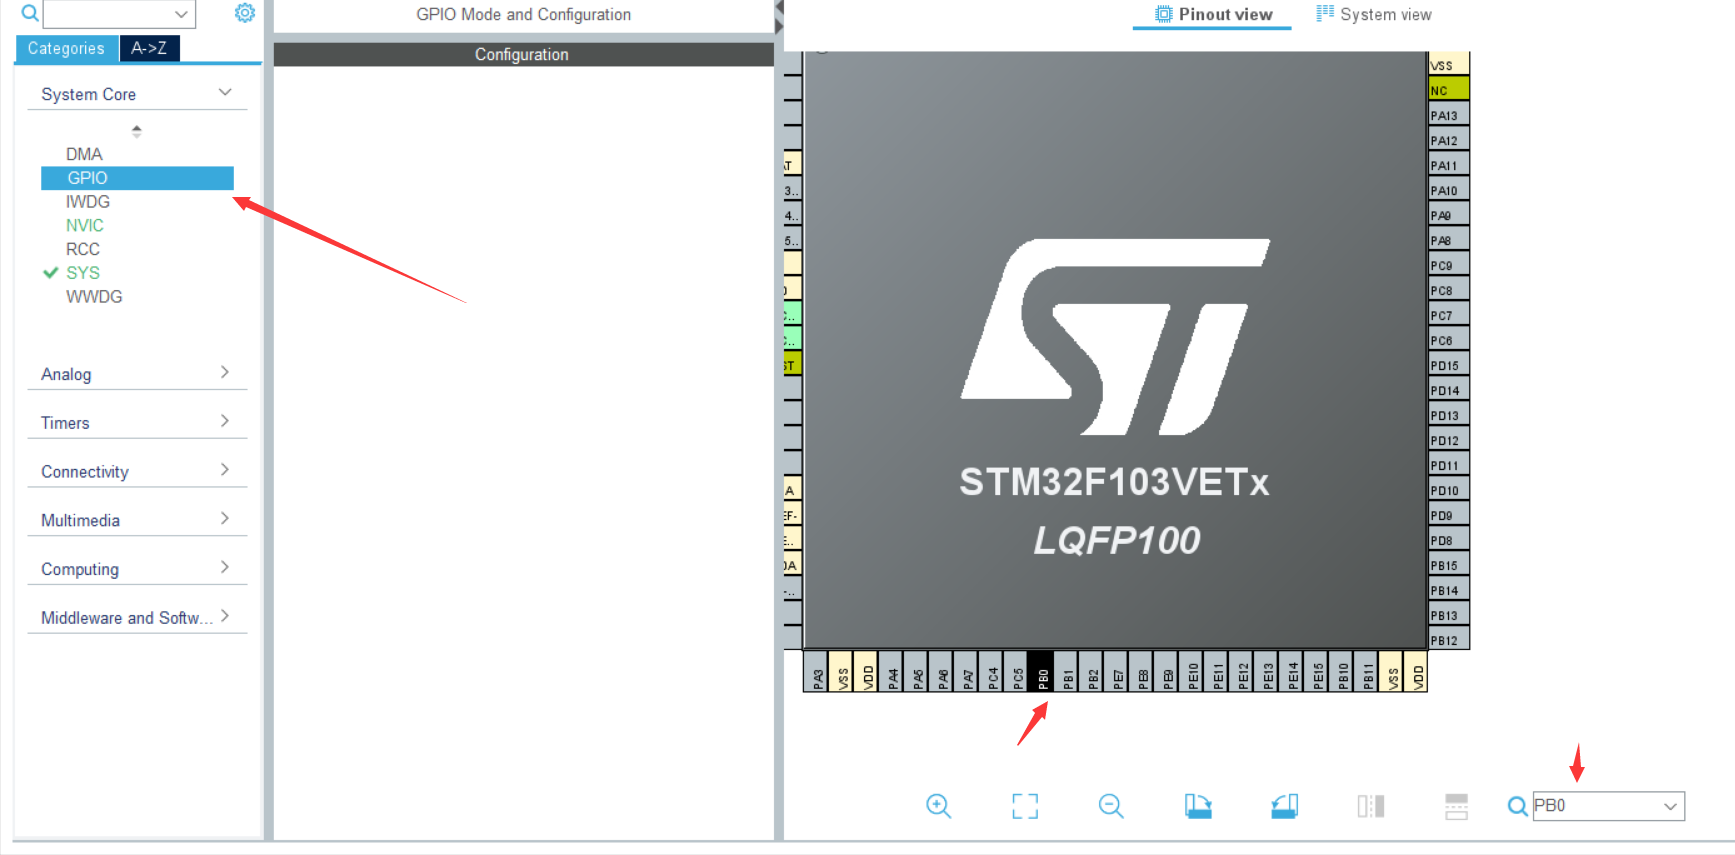 GPIO Mode and Configuration
Pinout view
System view
Categories
A->Z
Configuration
System Core
DMA
GPIO
IWDG
NVIC
RCC
SYS
WWDG
Analog
Timers
Connectivity
Multimedia
Computing
Middleware and Softw...
3..
4..
5..
C..
C..
ST
A
EF-
E..
-..
STM32F103VETx
LQFP100
VSS
NC
PA13
PA12
PA11
PA10
PA9
PA8
PC9
PC8
PC7
PC6
PD15
PD14
PD13
PD12
PD11
PD10
PD9
PD8
PB15
PB14
PB13
PB12
PA3
VSS
VDD
PA4
PA5
PA6
PA7
PC4
PC5
PB0
PB1
PB2
PE7
PE8
PE9
PE10
PE11
PE12
PE13
PE14
PE15
PB10
PB11
VSS
VDD
PB0